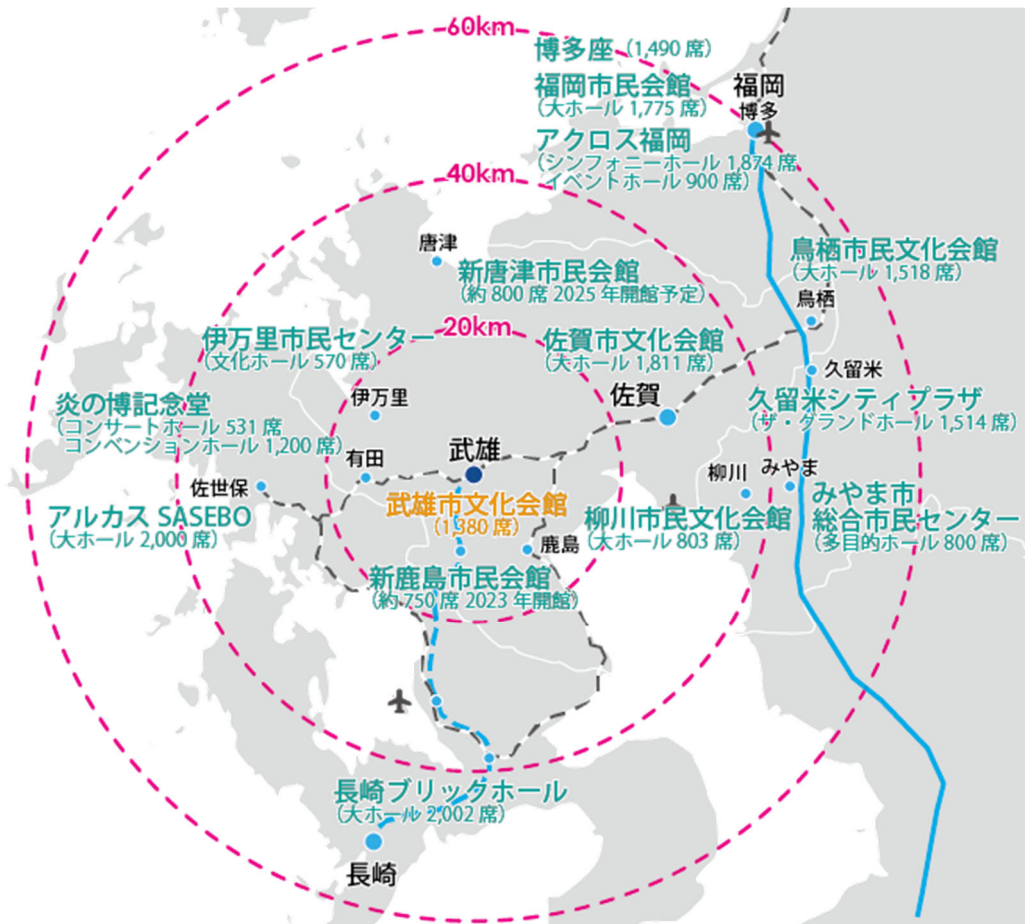 60km
博多座（1,490 席）
福岡市民会館
（大ホール 1,775 席）
福岡
博多
アクロス福岡
（シンフォニーホール 1,874 席
イベントホール 900 席）
40km
唐津
新唐津市民会館
（約 800 席 2025 年開館予定）
鳥栖市民文化会館
（大ホール 1,518 席）
鳥栖
20km
伊万里市民センター
（文化ホール 570 席）
佐賀市文化会館
（大ホール 1,811 席）
久留米
炎の博記念堂
（コンサートホール 531 席
コンベンションホール 1,200 席）
伊万里
佐賀
久留米シティプラザ
（ザ・グランドホール 1,514 席）
有田
武雄
佐世保
柳川
みやま
武雄市文化会館
（1,380 席）
アルカス SASEBO
（大ホール 2,000 席）
鹿島
柳川市民文化会館
（大ホール 803 席）
みやま市
総合市民センター
（多目的ホール 800 席）
新鹿島市民会館
（約 750 席 2023 年開館）
長崎ブリックホール
（大ホール 2,002 席）
長崎